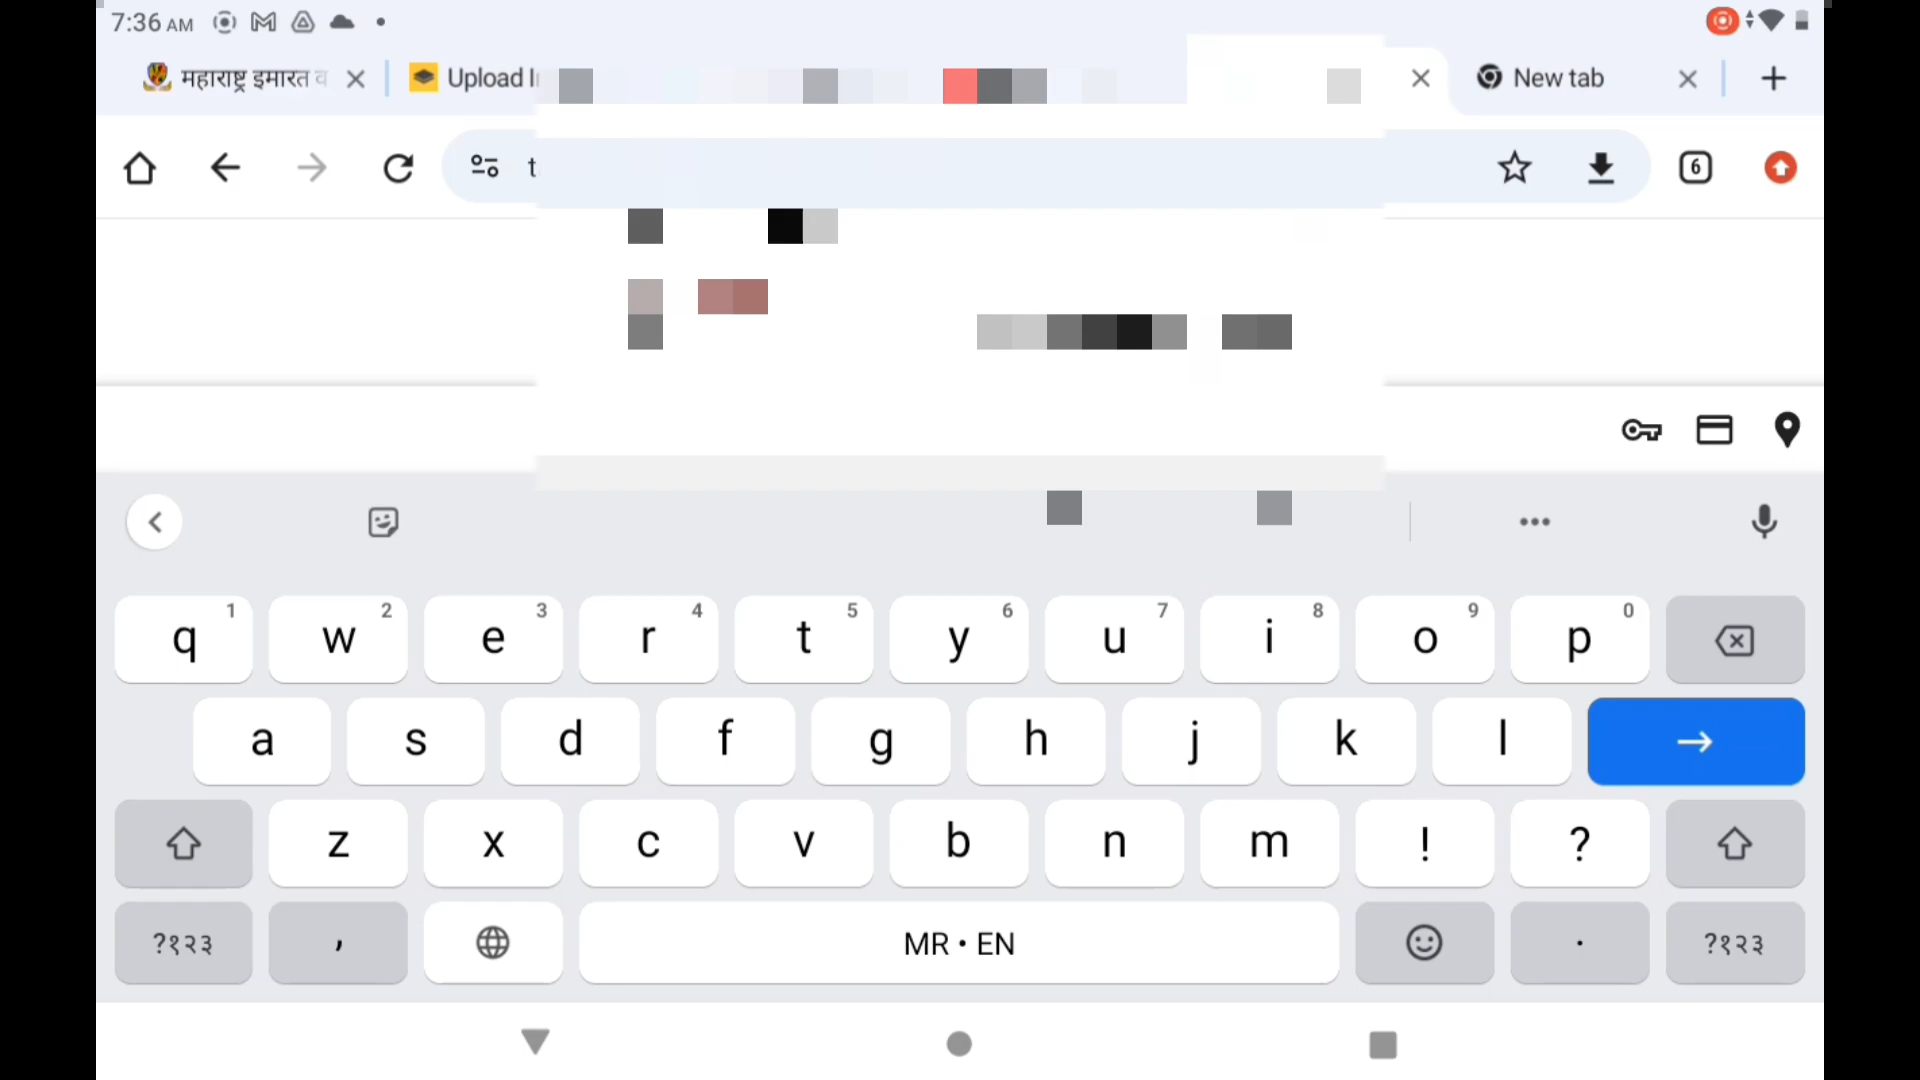 7:36 AM
महाराष्ट्र इमारत व
Upload I
New tab
t
6
q 1 w 2 e 3 r 4 t 5 y 6 u 7 i 8 o 9 p 0
a s d f g h j k l
z x c v b n m ! ?
?१२३ , MR • EN . ?१२३